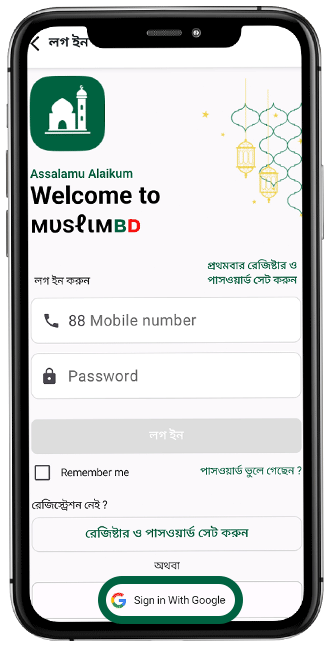 লগ ইন
Assalamu Alaikum
Welcome to
MUSLIMBD
প্রথমবার রেজিষ্টার ও
পাসওয়ার্ড সেট করুন
লগ ইন করুন
88 Mobile number
Password
লগ ইন
Remember me
পাসওয়ার্ড ভুলে গেছেন ?
রেজিস্ট্রেশন নেই ?
রেজিষ্টার ও পাসওয়ার্ড সেট করুন
অথবা
Sign in With Google